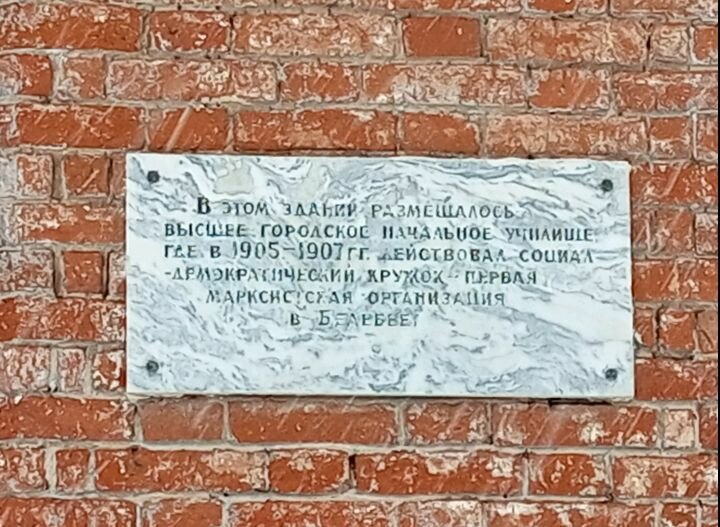 В ЭТОМ ЗДАНИИ РАЗМЕЩАЛОСЬ
ВЫСШЕЕ ГОРОДСКОЕ НАЧАЛЬНОЕ УЧИЛИЩЕ,
ГДЕ В 1905-1907 ГГ. ДЕЙСТВОВАЛ СОЦИАЛ
-ДЕМОКРАТИЧЕСКИЙ КРУЖОК - ПЕРВАЯ
МАРКСИСТСКАЯ ОРГАНИЗАЦИЯ
В БЕЛЕБЕЕ